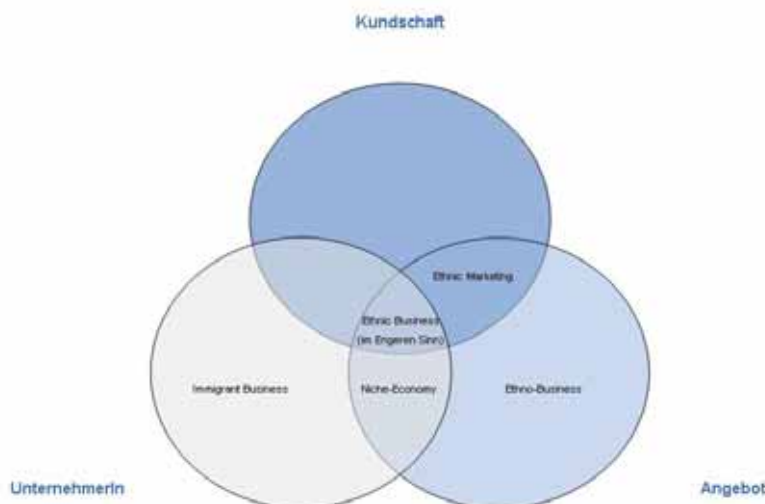 Kundschaft
Ethnic Marketing
Ethnic Business
(im Engeren Sinn)
Immigrant Business
Niche-Economy
Ethno-Business
UnternehmerIn
Angebot